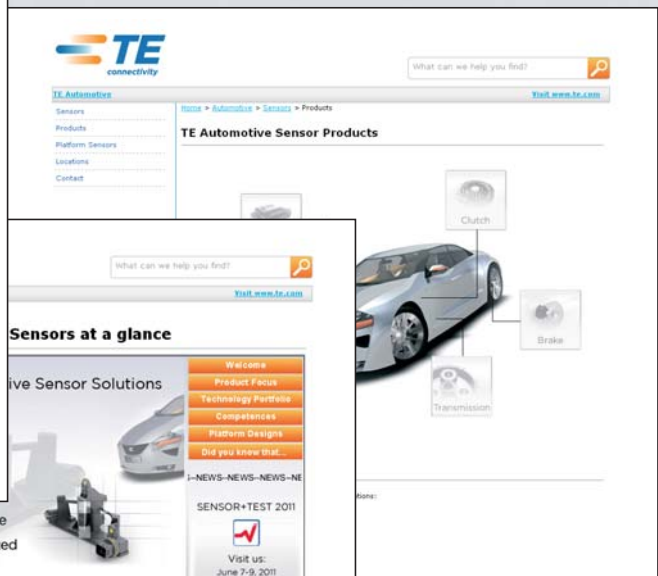 TE
connectivity
What can we help you find?
TE Automotive
Visit www.te.com
Sensors
Products
Platform Sensors
Locations
Contact
Home > Automotive > Sensors > Products
TE Automotive Sensor Products
Clutch
Brake
Transmission
What can we help you find?
Visit www.te.com
Sensors at a glance
ive Sensor Solutions
Welcome
Product Focus
Technology Portfolio
Competences
Platform Designs
Did you know that...
S--NEWS--NEWS--NEWS--NE
SENSOR+TEST 2011
Visit us:
June 7-9, 2011
e
ed
tions: